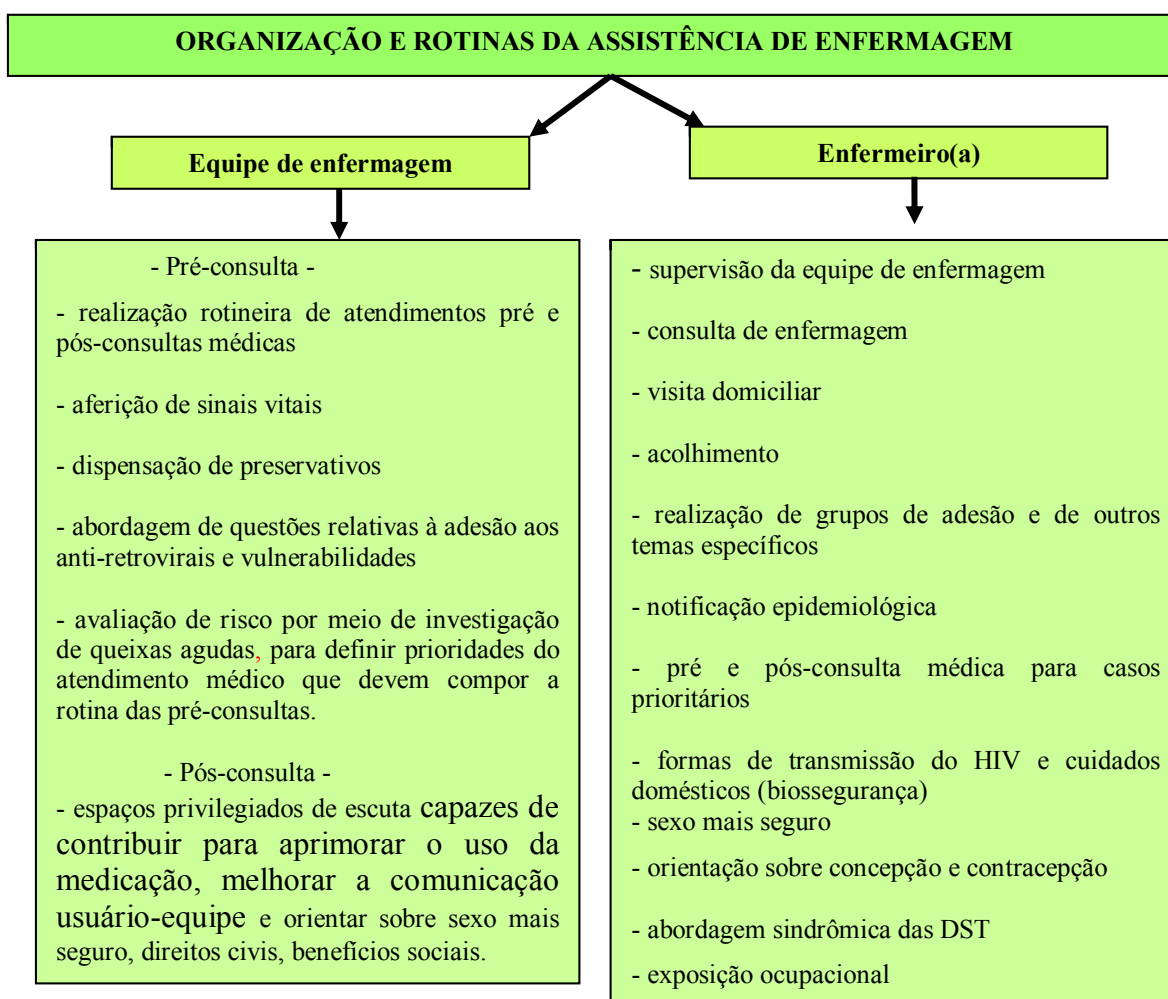 ORGANIZAÇÃO E ROTINAS DA ASSISTÊNCIA DE ENFERMAGEM
Equipe de enfermagem
- Pré-consulta -
- realização rotineira de atendimentos pré e
pós-consultas médicas
- aferição de sinais vitais
- dispensação de preservativos
- abordagem de questões relativas à adesão aos
anti-retrovirais e vulnerabilidades
- avaliação de risco por meio de investigação
de queixas agudas, para definir prioridades do
atendimento médico que devem compor a
rotina das pré-consultas.
- Pós-consulta -
- espaços privilegiados de escuta capazes de
contribuir para aprimorar o uso da
medicação, melhorar a comunicação
usuário-equipe e orientar sobre sexo mais
seguro, direitos civis, benefícios sociais.
Enfermeiro(a)
- supervisão da equipe de enfermagem
- consulta de enfermagem
- visita domiciliar
- acolhimento
- realização de grupos de adesão e de outros
temas específicos
- notificação epidemiológica
- pré e pós-consulta médica para casos
prioritários
- formas de transmissão do HIV e cuidados
domésticos (biossegurança)
- sexo mais seguro
- orientação sobre concepção e contracepção
- abordagem sindrômica das DST
- exposição ocupacional